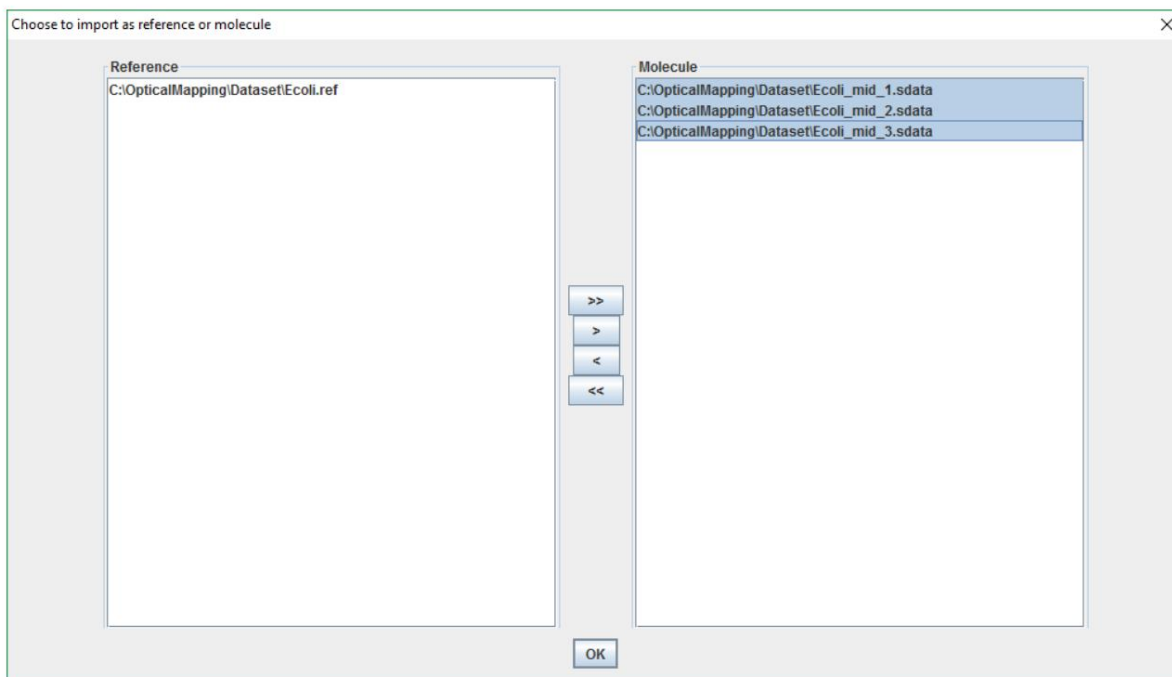 Choose to import as reference or molecule
Reference
C:\OpticalMapping\Dataset\Ecoli.ref
Molecule
C:\OpticalMapping\Dataset\Ecoli_mid_1.sdata
C:\OpticalMapping\Dataset\Ecoli_mid_2.sdata
C:\OpticalMapping\Dataset\Ecoli_mid_3.sdata
>>
>
<
<<
OK